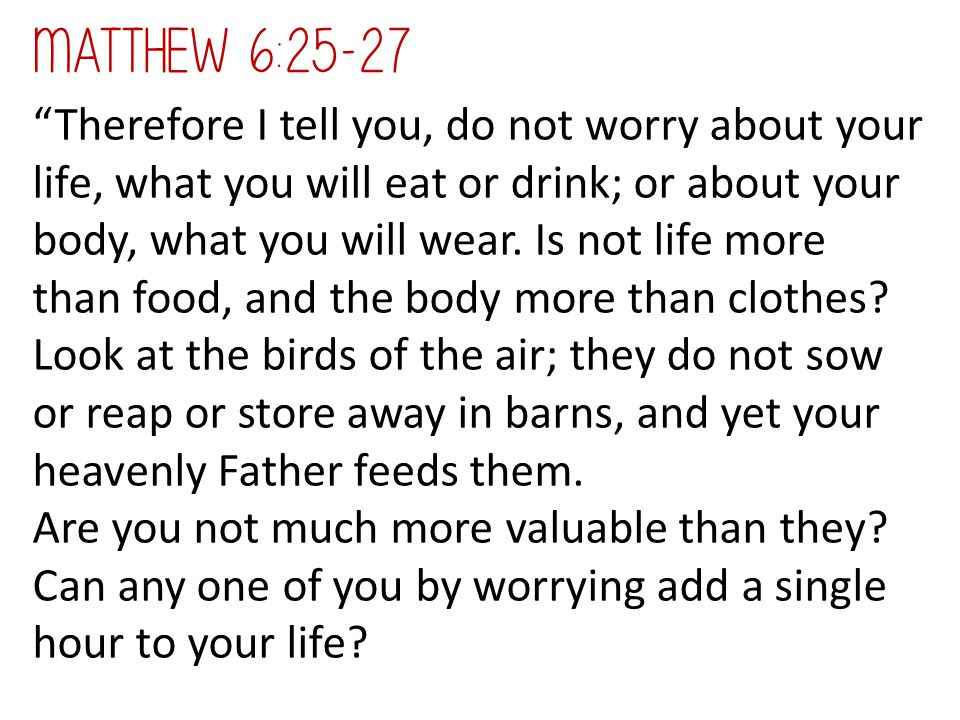 MATTHEW 6:25-27
“Therefore I tell you, do not worry about your
life, what you will eat or drink; or about your
body, what you will wear. Is not life more
than food, and the body more than clothes?
Look at the birds of the air; they do not sow
or reap or store away in barns, and yet your
heavenly Father feeds them.
Are you not much more valuable than they?
Can any one of you by worrying add a single
hour to your life?